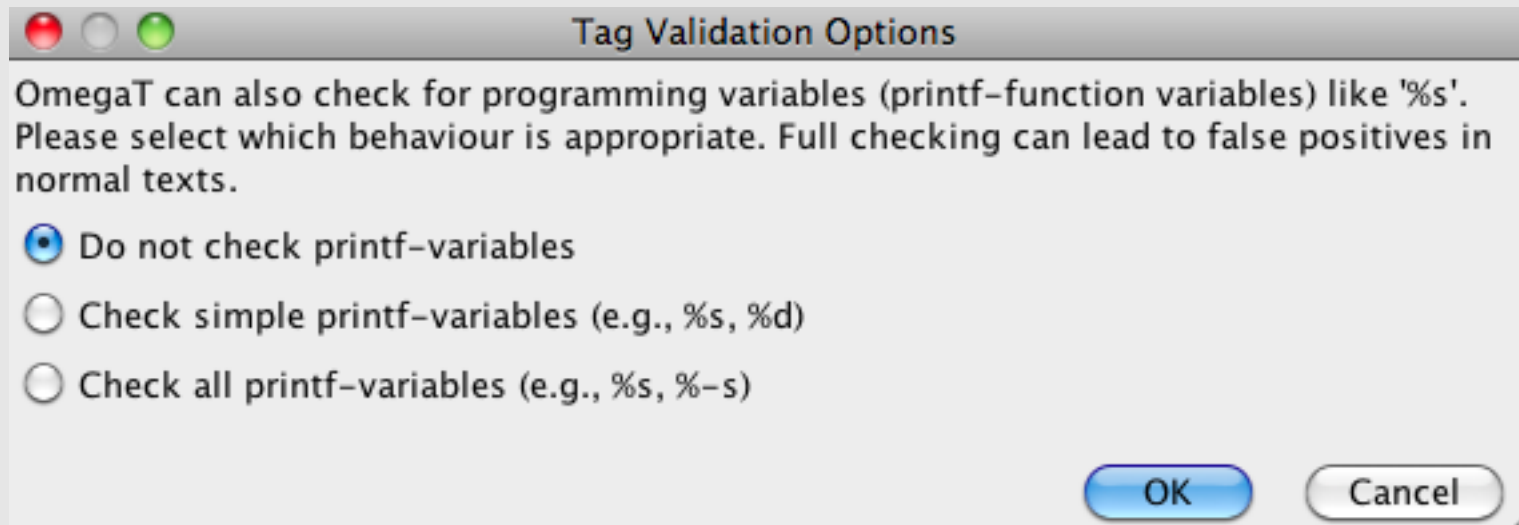 Tag Validation Options
OmegaT can also check for programming variables (printf-function variables) like '%s'.
Please select which behaviour is appropriate. Full checking can lead to false positives in
normal texts.
Do not check printf-variables
Check simple printf-variables (e.g., %s, %d)
Check all printf-variables (e.g., %s, %-s)
OK Cancel